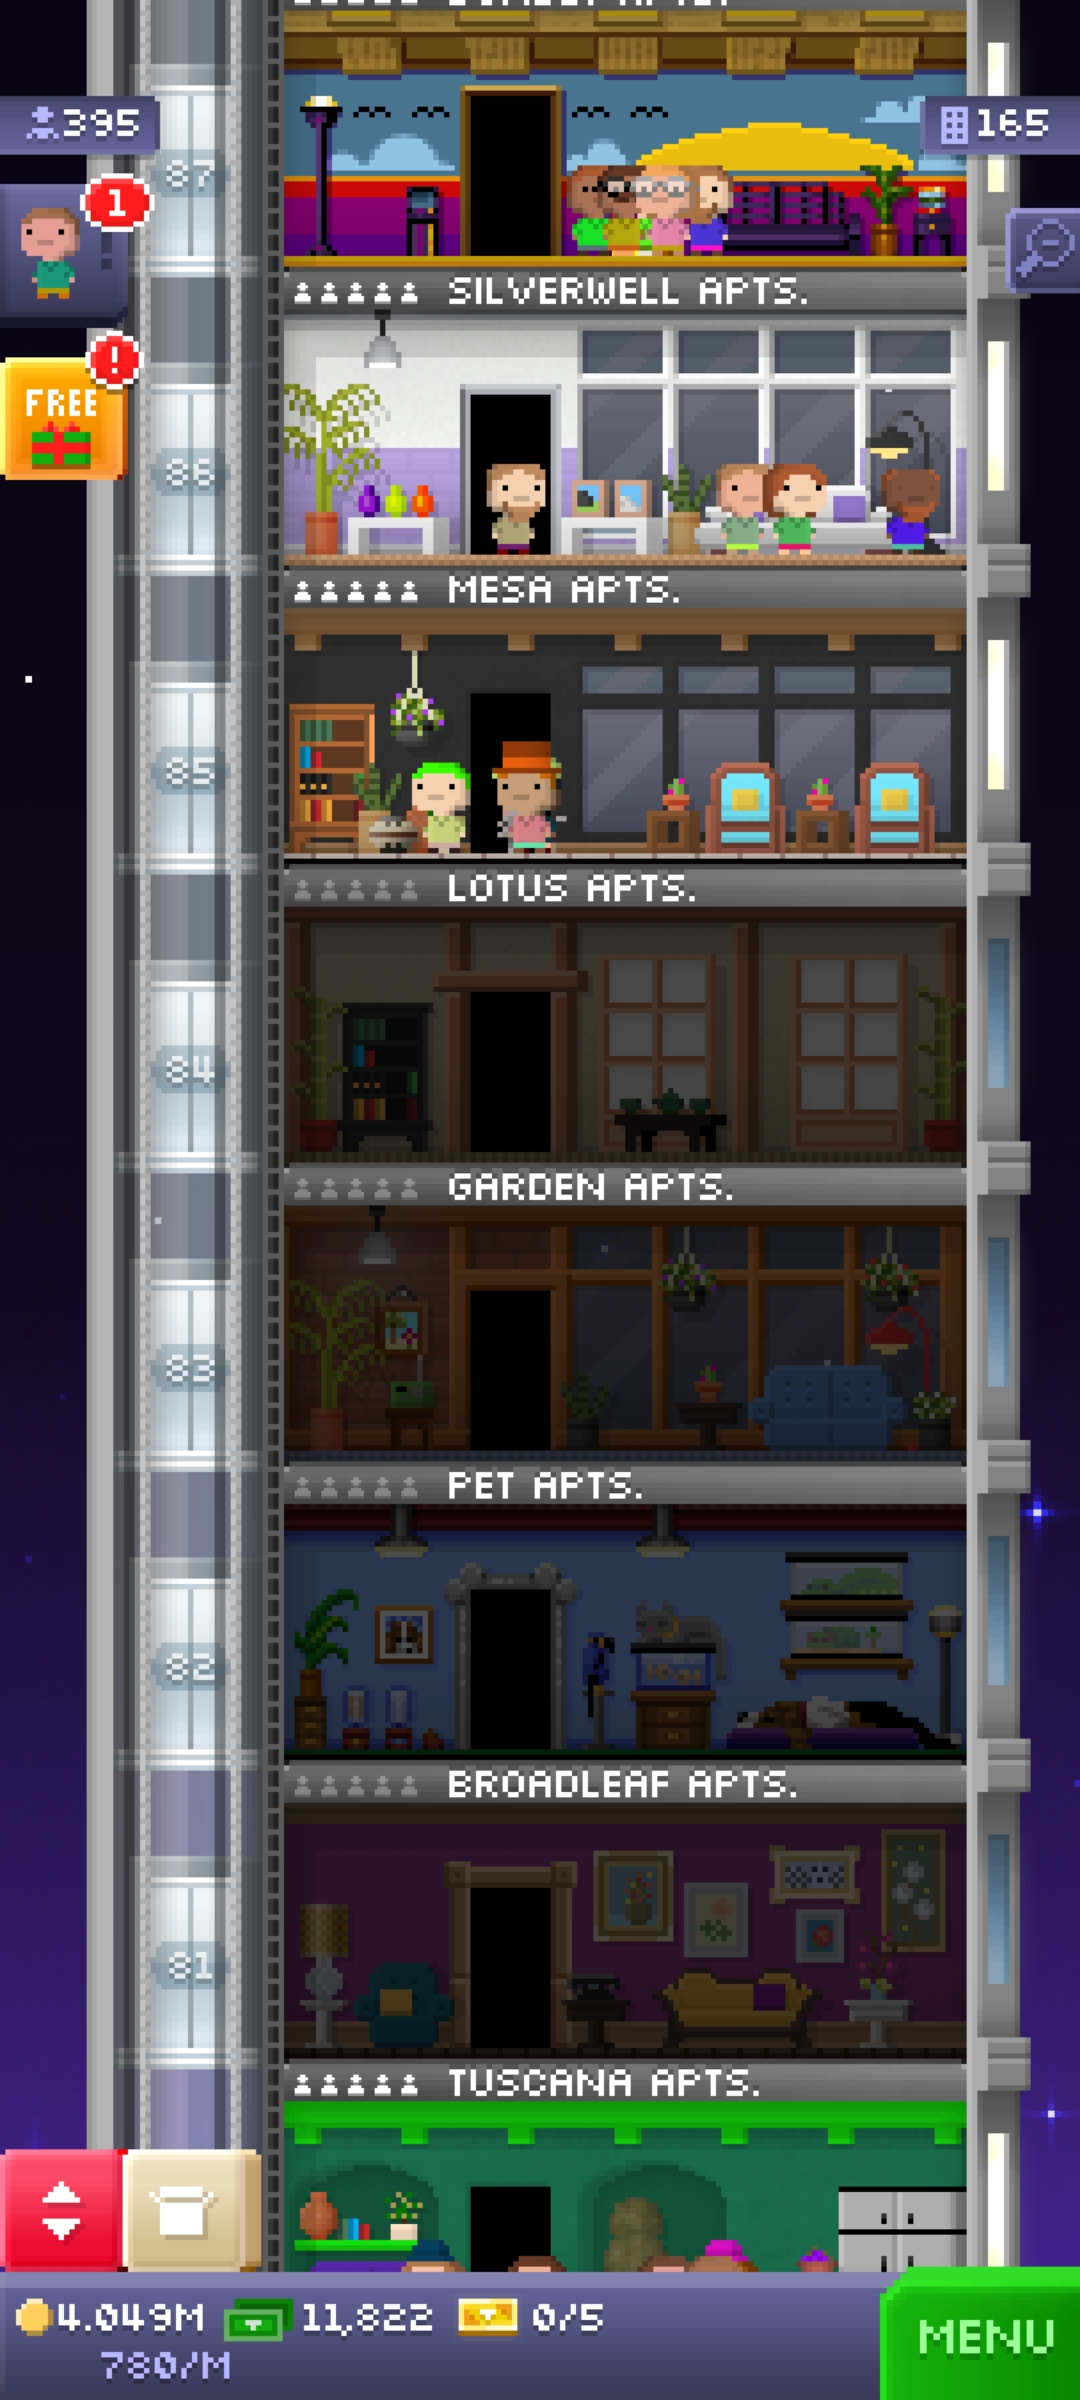 395
165
87
1
SILVERWELL APTS.
!
FREE
86
MESA APTS.
85
LOTUS APTS.
84
GARDEN APTS.
83
PET APTS.
82
BROADLEAF APTS.
81
TUSCANA APTS.
4.049M 11,822 0/5
780/M
MENU